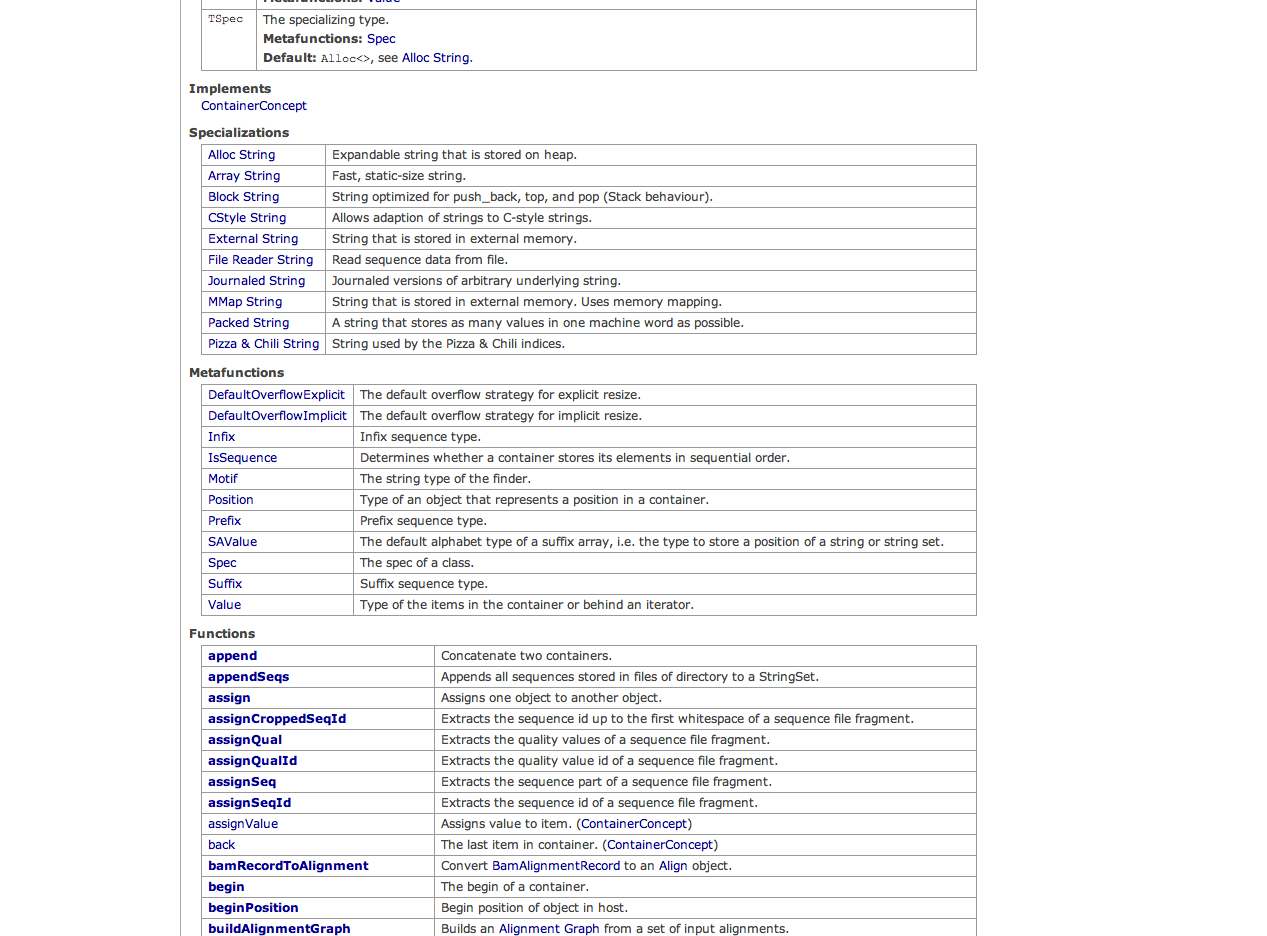 Metafunctions: Value
TSpec The specializing type.
Metafunctions: Spec
Default: Alloc<>, see Alloc String.
Implements
ContainerConcept
Specializations
Alloc String Expandable string that is stored on heap.
Array String Fast, static-size string.
Block String String optimized for push_back, top, and pop (Stack behaviour).
CStyle String Allows adaption of strings to C-style strings.
External String String that is stored in external memory.
File Reader String Read sequence data from file.
Journaled String Journaled versions of arbitrary underlying string.
MMap String String that is stored in external memory. Uses memory mapping.
Packed String A string that stores as many values in one machine word as possible.
Pizza & Chili String String used by the Pizza & Chili indices.
Metafunctions
DefaultOverflowExplicit The default overflow strategy for explicit resize.
DefaultOverflowImplicit The default overflow strategy for implicit resize.
Infix Infix sequence type.
IsSequence Determines whether a container stores its elements in sequential order.
Motif The string type of the finder.
Position Type of an object that represents a position in a container.
Prefix Prefix sequence type.
SAValue The default alphabet type of a suffix array, i.e. the type to store a position of a string or string set.
Spec The spec of a class.
Suffix Suffix sequence type.
Value Type of the items in the container or behind an iterator.
Functions
append Concatenate two containers.
appendSeqs Appends all sequences stored in files of directory to a StringSet.
assign Assigns one object to another object.
assignCroppedSeqId Extracts the sequence id up to the first whitespace of a sequence file fragment.
assignQual Extracts the quality values of a sequence file fragment.
assignQualId Extracts the quality value id of a sequence file fragment.
assignSeq Extracts the sequence part of a sequence file fragment.
assignSeqId Extracts the sequence id of a sequence file fragment.
assignValue Assigns value to item. (ContainerConcept)
back The last item in container. (ContainerConcept)
bamRecordToAlignment Convert BamAlignmentRecord to an Align object.
begin The begin of a container.
beginPosition Begin position of object in host.
buildAlignmentGraph Builds an Alignment Graph from a set of input alignments.